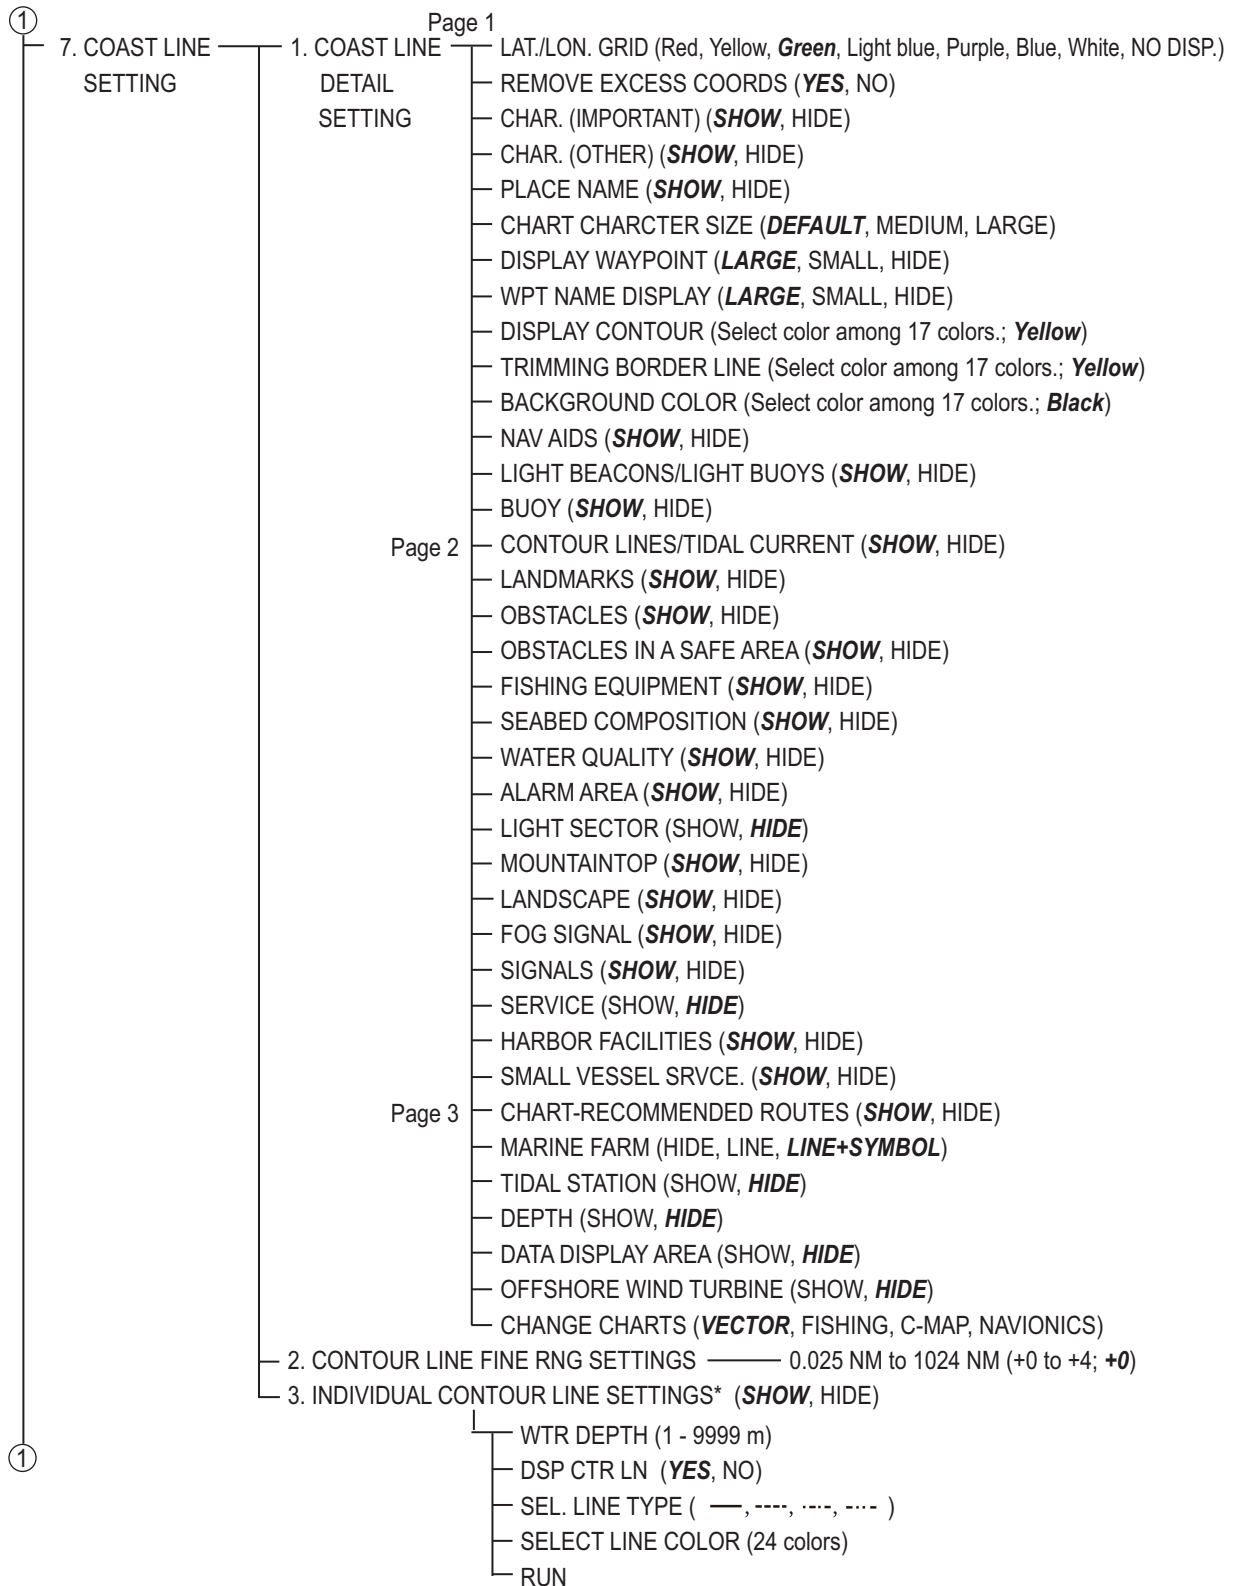 ①
Page 1
7. COAST LINE 1. COAST LINE LAT./LON. GRID (Red, Yellow, Green, Light blue, Purple, Blue, White, NO DISP.)
SETTING DETAIL REMOVE EXCESS COORDS (YES, NO)
SETTING CHAR. (IMPORTANT) (SHOW, HIDE)
CHAR. (OTHER) (SHOW, HIDE)
PLACE NAME (SHOW, HIDE)
CHART CHARCTER SIZE (DEFAULT, MEDIUM, LARGE)
DISPLAY WAYPOINT (LARGE, SMALL, HIDE)
WPT NAME DISPLAY (LARGE, SMALL, HIDE)
DISPLAY CONTOUR (Select color among 17 colors.; Yellow)
TRIMMING BORDER LINE (Select color among 17 colors.; Yellow)
BACKGROUND COLOR (Select color among 17 colors.; Black)
NAV AIDS (SHOW, HIDE)
LIGHT BEACONS/LIGHT BUOYS (SHOW, HIDE)
BUOY (SHOW, HIDE)
Page 2 CONTOUR LINES/TIDAL CURRENT (SHOW, HIDE)
LANDMARKS (SHOW, HIDE)
OBSTACLES (SHOW, HIDE)
OBSTACLES IN A SAFE AREA (SHOW, HIDE)
FISHING EQUIPMENT (SHOW, HIDE)
SEABED COMPOSITION (SHOW, HIDE)
WATER QUALITY (SHOW, HIDE)
ALARM AREA (SHOW, HIDE)
LIGHT SECTOR (SHOW, HIDE)
MOUNTAINTOP (SHOW, HIDE)
LANDSCAPE (SHOW, HIDE)
FOG SIGNAL (SHOW, HIDE)
SIGNALS (SHOW, HIDE)
SERVICE (SHOW, HIDE)
HARBOR FACILITIES (SHOW, HIDE)
SMALL VESSEL SRVCE. (SHOW, HIDE)
Page 3 CHART-RECOMMENDED ROUTES (SHOW, HIDE)
MARINE FARM (HIDE, LINE, LINE+SYMBOL)
TIDAL STATION (SHOW, HIDE)
DEPTH (SHOW, HIDE)
DATA DISPLAY AREA (SHOW, HIDE)
OFFSHORE WIND TURBINE (SHOW, HIDE)
CHANGE CHARTS (VECTOR, FISHING, C-MAP, NAVIONICS)
2. CONTOUR LINE FINE RNG SETTINGS 0.025 NM to 1024 NM (+0 to +4; +0)
3. INDIVIDUAL CONTOUR LINE SETTINGS* (SHOW, HIDE)
WTR DEPTH (1 - 9999 m)
① DSP CTR LN (YES, NO)
SEL. LINE TYPE ( —, ----, -·-·, -··- )
SELECT LINE COLOR (24 colors)
RUN